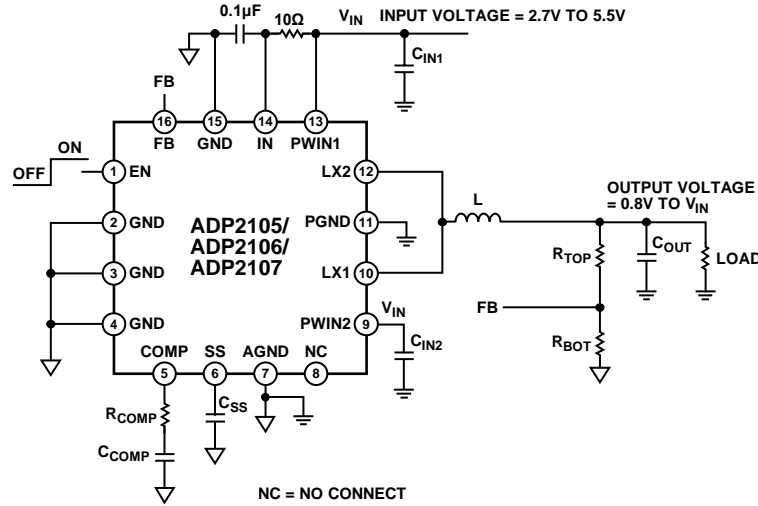 0.1µF
10Ω
VIN
INPUT VOLTAGE = 2.7V TO 5.5V
CIN1
FB
16
15
14
13
FB
GND
IN
PWIN1
ON
OFF
1
EN
LX2
12
2
GND
PGND
11
3
GND
LX1
10
4
GND
PWIN2
9
ADP2105/
ADP2106/
ADP2107
L
OUTPUT VOLTAGE
= 0.8V TO VIN
RTOP
COUT
LOAD
FB
RBOT
VIN
CIN2
COMP
SS
AGND
NC
5
6
7
8
RCOMP
CSS
CCOMP
NC = NO CONNECT